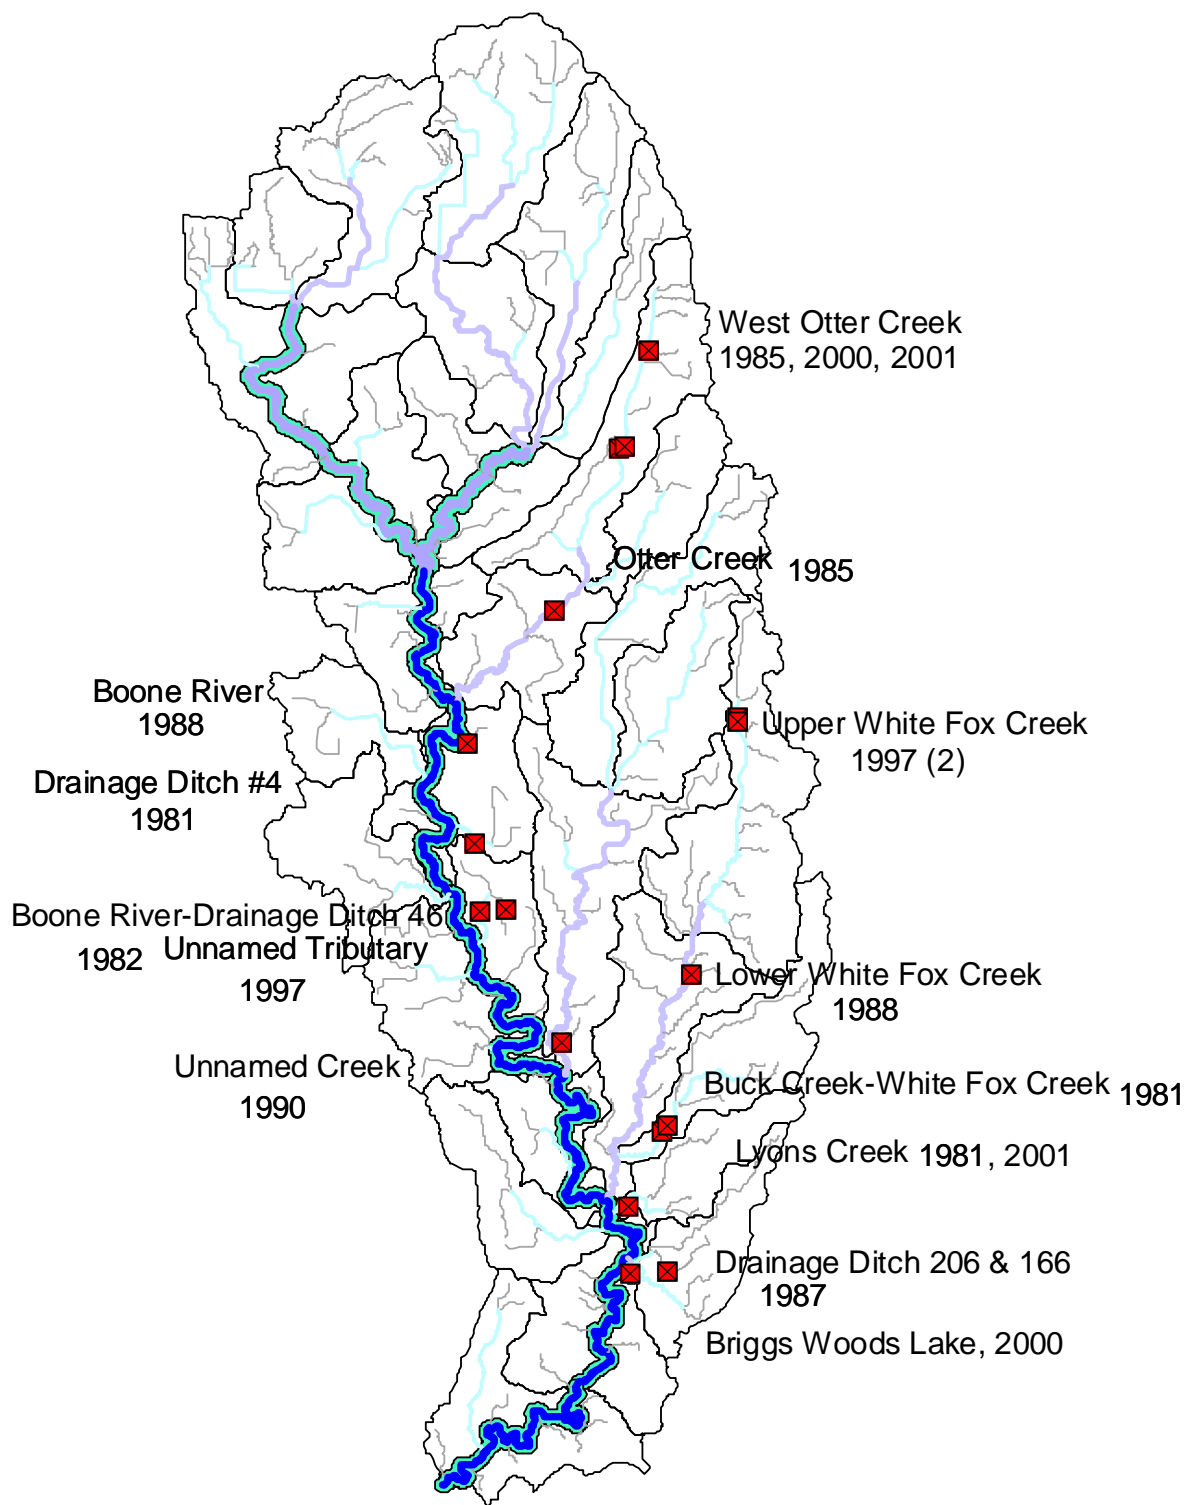 West Otter Creek
1985, 2000, 2001
Otter Creek 1985
Boone River
1988
Upper White Fox Creek
1997 (2)
Drainage Ditch #4
1981
Boone River-Drainage Ditch 46
1982 Unnamed Tributary
1997
Lower White Fox Creek
1988
Unnamed Creek
1990
Buck Creek-White Fox Creek 1981
Lyons Creek 1981, 2001
Drainage Ditch 206 & 166
1987
Briggs Woods Lake, 2000